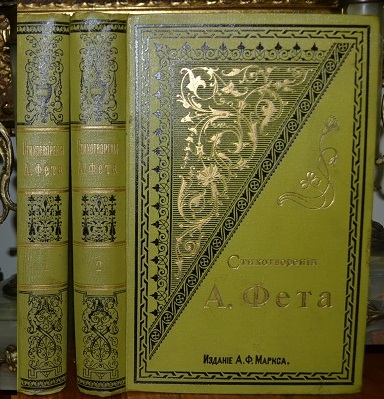 Стихотворенія
А. Фета
Стихотворенія
А. Фета
2
Стихотворенія
А. Фета
Изданіе А. Ф. Маркса.